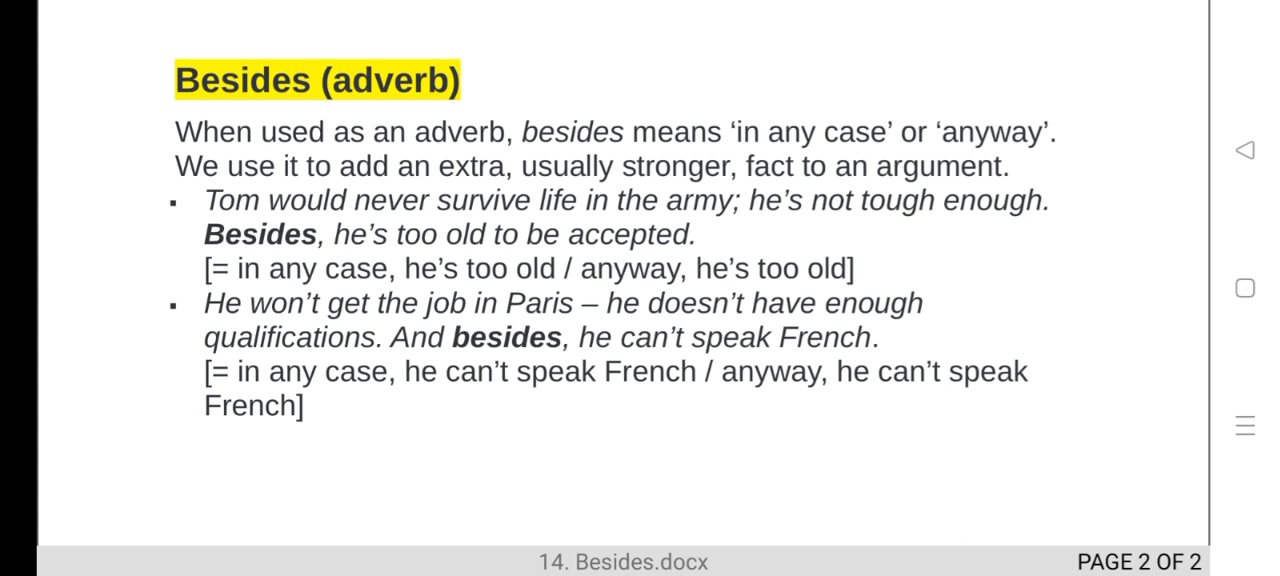 Besides (adverb)
When used as an adverb, besides means ‘in any case’ or ‘anyway’.
We use it to add an extra, usually stronger, fact to an argument.
▪ Tom would never survive life in the army; he’s not tough enough.
Besides, he’s too old to be accepted.
[= in any case, he’s too old / anyway, he’s too old]
▪ He won’t get the job in Paris – he doesn’t have enough
qualifications. And besides, he can’t speak French.
[= in any case, he can’t speak French / anyway, he can’t speak
French]
14. Besides.docx
PAGE 2 OF 2